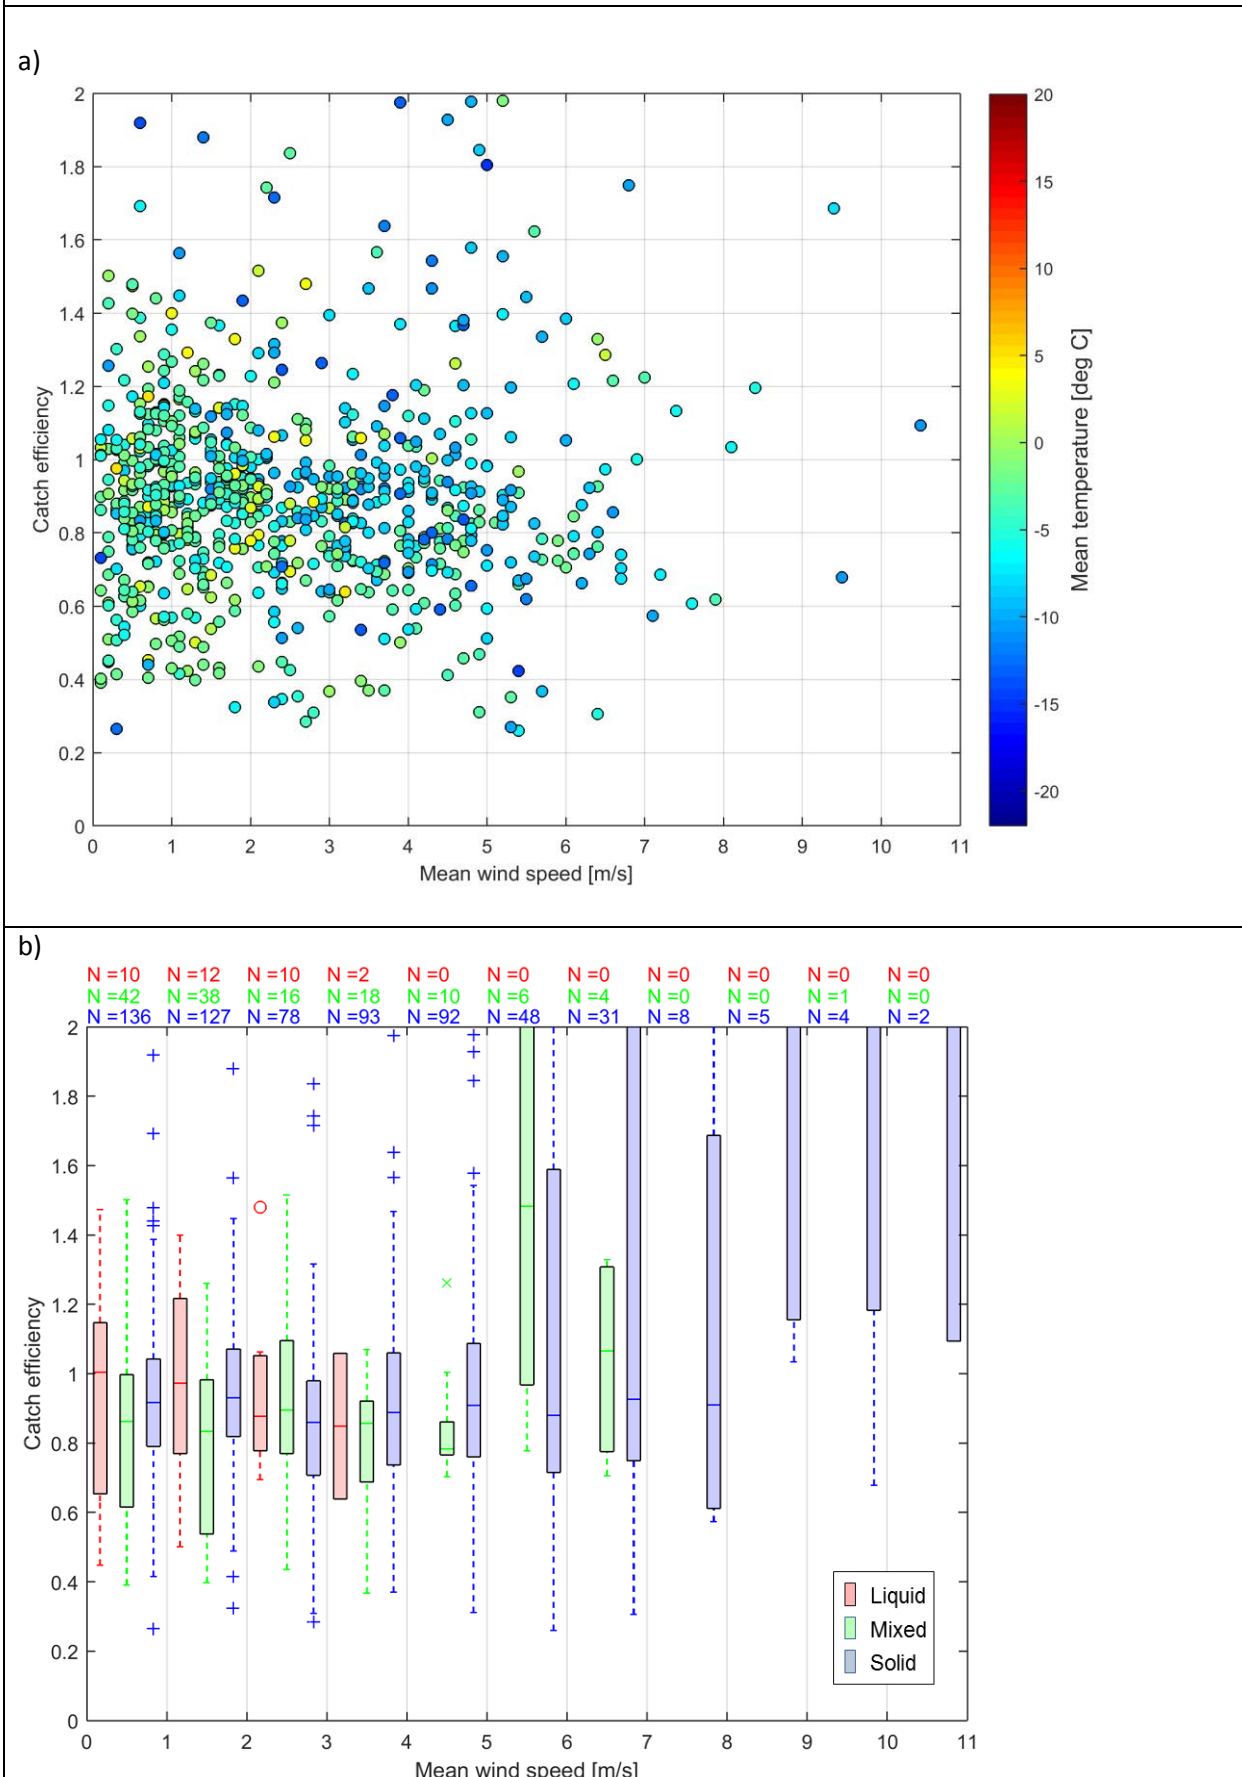 a)
2
1.8
1.6
1.4
1.2
1
0.8
0.6
0.4
0.2
0
Catch efficiency
0 1 2 3 4 5 6 7 8 9 10 11
Mean wind speed [m/s]
20
15
10
5
0
-5
-10
-15
-20
Mean temperature [deg C]
b)
N =10 N =12 N =10 N =2 N =0 N =0 N =0 N =0 N =0 N =0 N =0
N =42 N =38 N =16 N =18 N =10 N =6 N =4 N =0 N =0 N =1 N =0
N =136 N =127 N =78 N =93 N =92 N =48 N =31 N =8 N =5 N =4 N =2
2
1.8
1.6
1.4
1.2
1
0.8
0.6
0.4
0.2
0
Catch efficiency
Liquid
Mixed
Solid
0 1 2 3 4 5 6 7 8 9 10 11
Mean wind speed [m/s]